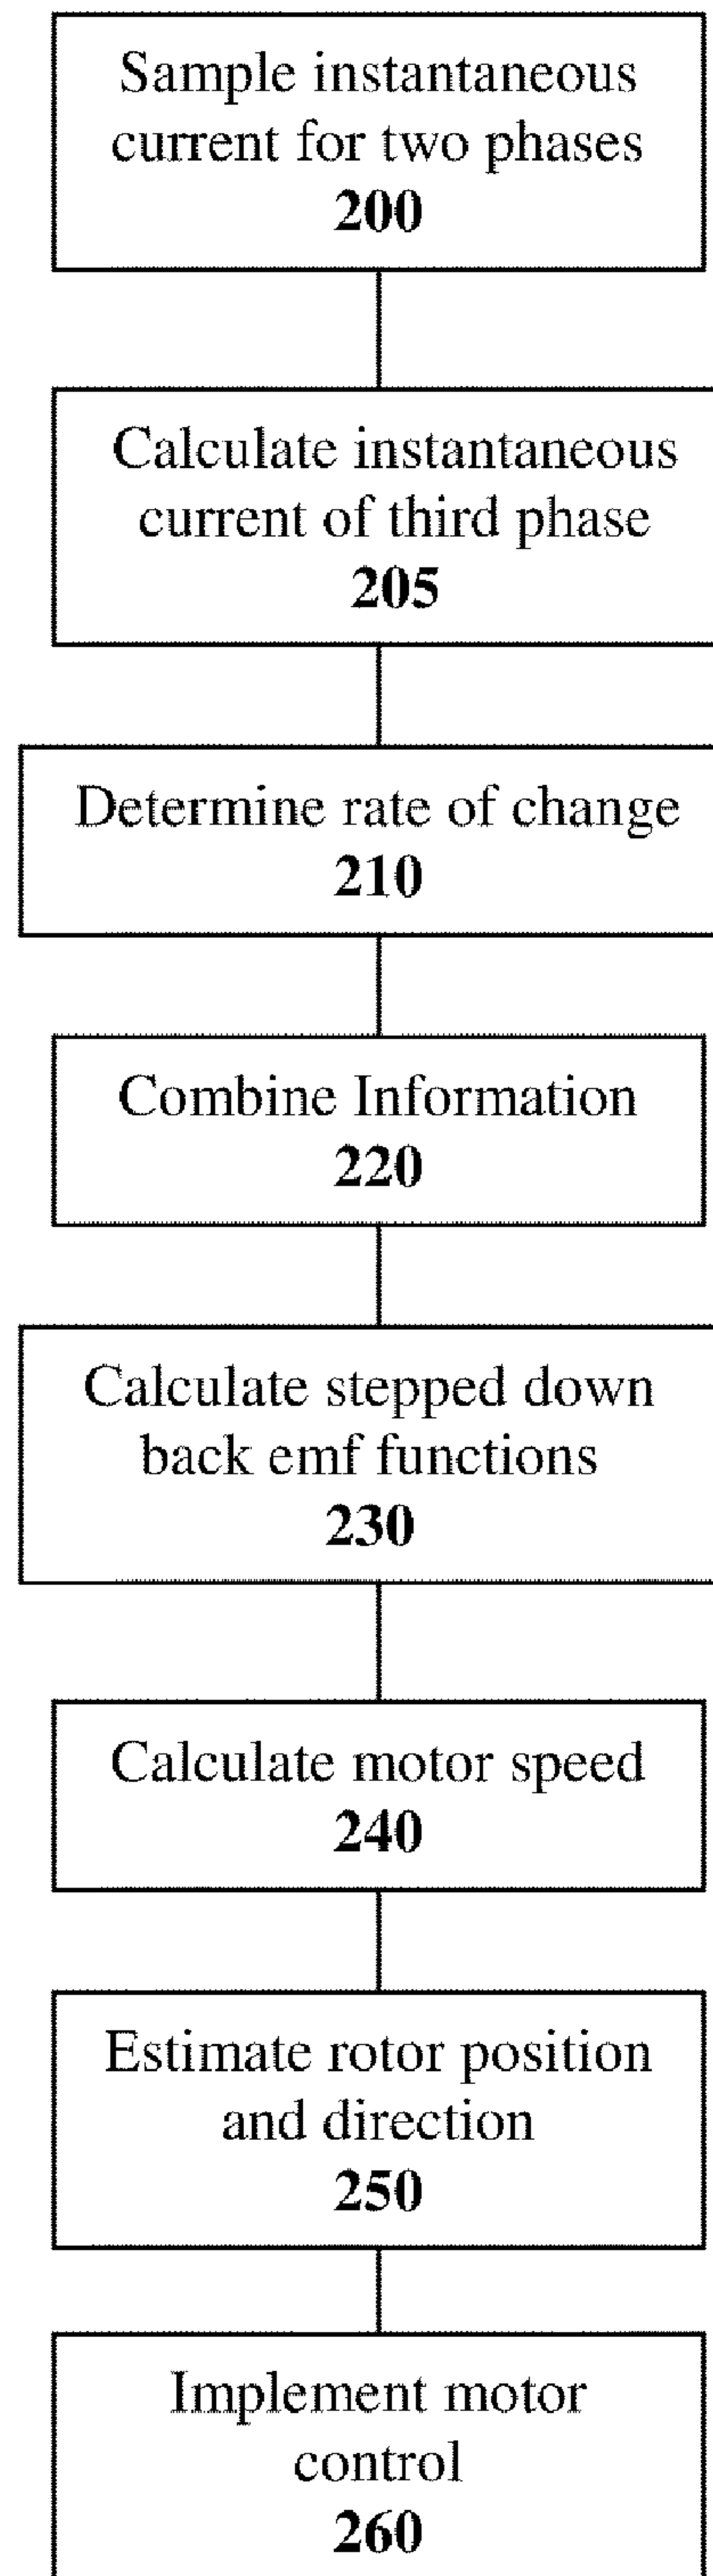 Sample instantaneous
current for two phases
200
Calculate instantaneous
current of third phase
205
Determine rate of change
210
Combine Information
220
Calculate stepped down
back emf functions
230
Calculate motor speed
240
Estimate rotor position
and direction
250
Implement motor
control
260